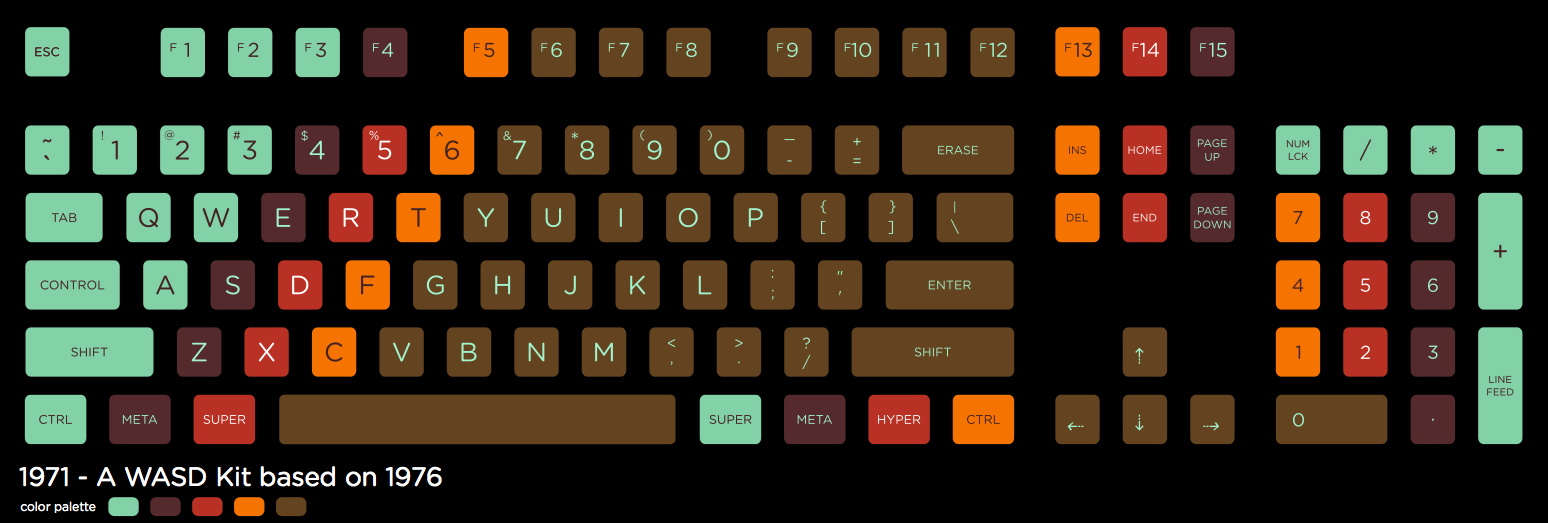 ESC F1 F2 F3 F4 F5 F6 F7 F8 F9 F10 F11 F12 F13 F14 F15
~ ` ! 1 @ 2 # 3 $ 4 % 5 ^ 6 & 7 * 8 ( 9 ) 0 — - + = ERASE INS HOME PAGE UP NUM LCK / * -
TAB Q W E R T Y U I O P { [ } ] | \ DEL END PAGE DOWN 7 8 9 +
CONTROL A S D F G H J K L : ; " ' ENTER 4 5 6
SHIFT Z X C V B N M < , > . ? / SHIFT ⇡ 1 2 3 LINE FEED
CTRL META SUPER SUPER META HYPER CTRL ⇠ ⇣ ⇢ 0 .
1971 - A WASD Kit based on 1976
color palette